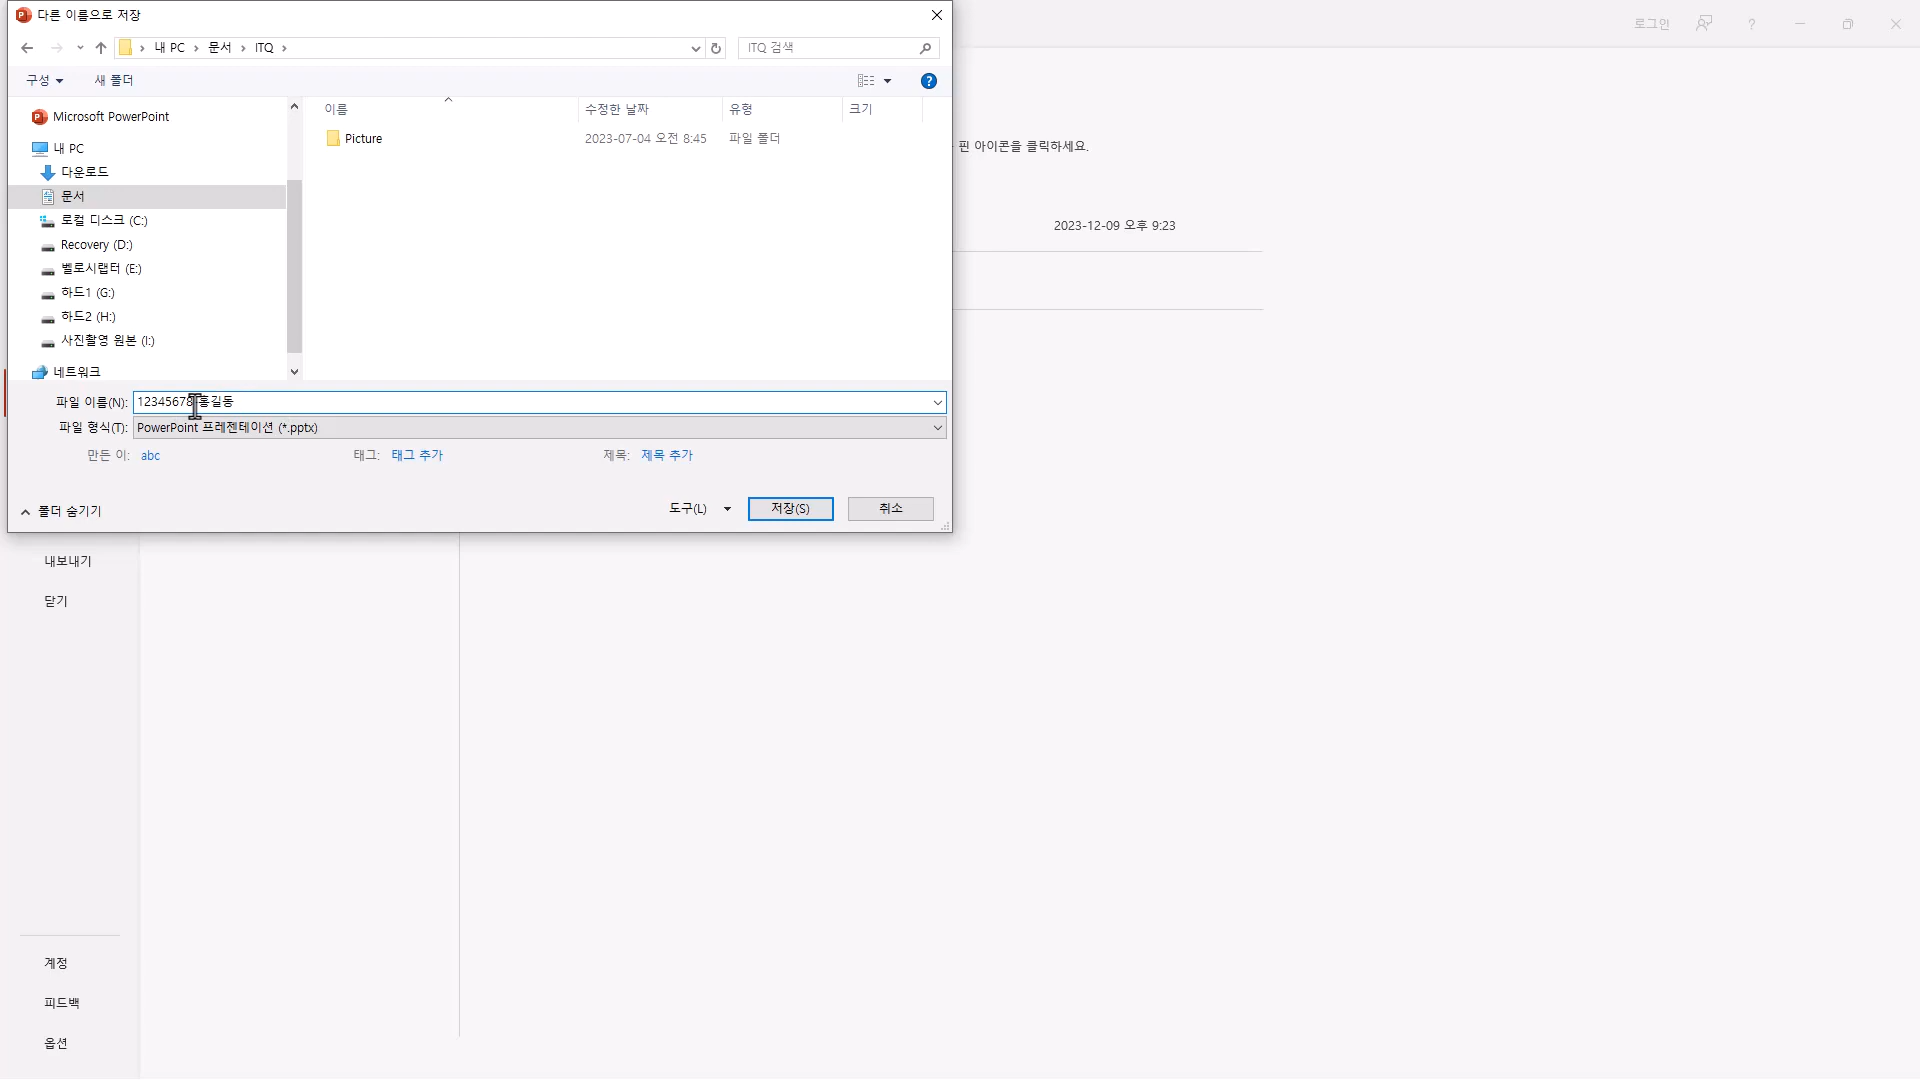 다른 이름으로 저장
로그인
?
내 PC > 문서 > ITQ >
ITQ 검색
구성
새 폴더
?
Microsoft PowerPoint
내 PC
다운로드
문서
로컬 디스크 (C:)
Recovery (D:)
벨로시랩터 (E:)
하드1 (G:)
하드2 (H:)
사진촬영 원본 (I:)
네트워크
이름 수정한 날짜 유형 크기
Picture 2023-07-04 오전 8:45 파일 폴더
핀 아이콘을 클릭하세요.
2023-12-09 오후 9:23
파일 이름(N): 12345678-홍길동
파일 형식(T): PowerPoint 프레젠테이션 (*.pptx)
만든 이: abc 태그: 태그 추가 제목: 제목 추가
폴더 숨기기
도구(L) 저장(S) 취소
내보내기
닫기
계정
피드백
옵션